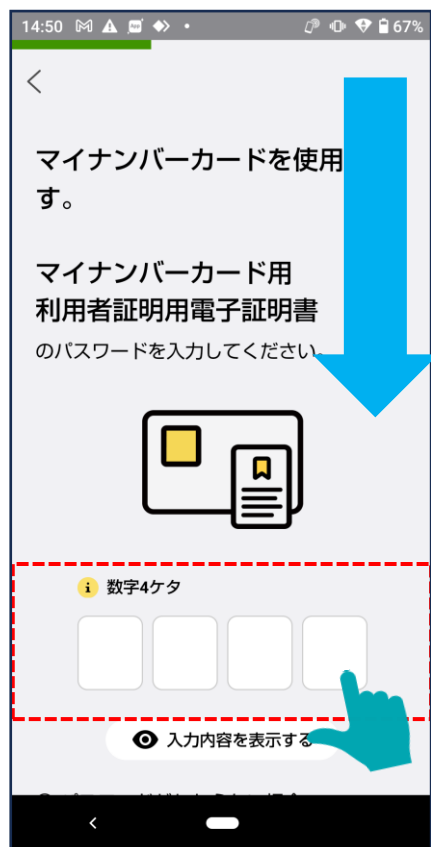 14:50
67%
マイナンバーカードを使用
す。
マイナンバーカード用
利用者証明用電子証明書
のパスワードを入力してください。
数字4ケタ
入力内容を表示する